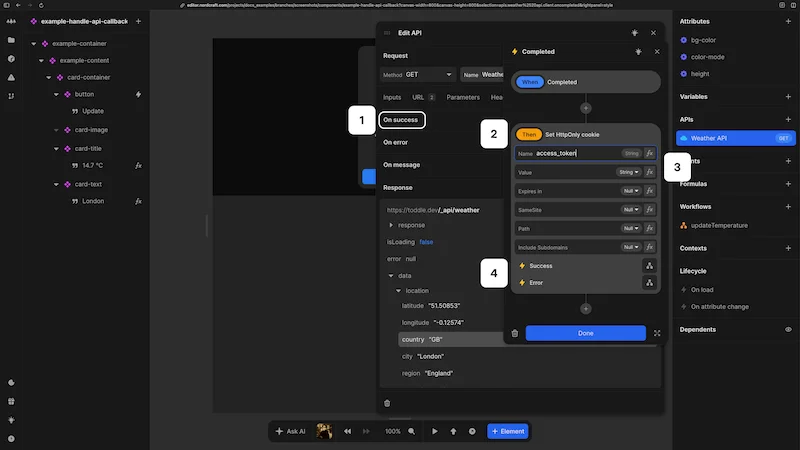 editor.nordcraft.com/projects/docs_examples/branches/screenshots/components/example-handle-api-callback?canvas-width=800&canvas-height=800&selection=apis/weather%20api.client.oncompleted&rightpanel=style
example-handle-api-callback
example-container
example-content
card-container
button
Update
card-image
card-title
14.7 °C
card-text
London
Edit API
Request
Method GET
Name Weathe
Inputs URL 2 Parameters Hea
1
On success
On error
On message
Response
https://toddle.dev/_api/weather
response
isLoading false
error null
data
location
latitude "51.50853"
longitude "-0.12574"
country "GB"
city "London"
region "England"
Completed
When Completed
2
Then Set HttpOnly cookie
Name access_token String
Value String
Expires in Null
SameSite Null
Path Null
Include Subdomains Null
3
4
Success
Error
Done
Attributes
bg-color
color-mode
height
Variables
APIs
Weather API GET
nts
Formulas
Workflows
updateTemperature
Contexts
Lifecycle
On load
On attribute change
Dependents
Ask AI
100%
Element